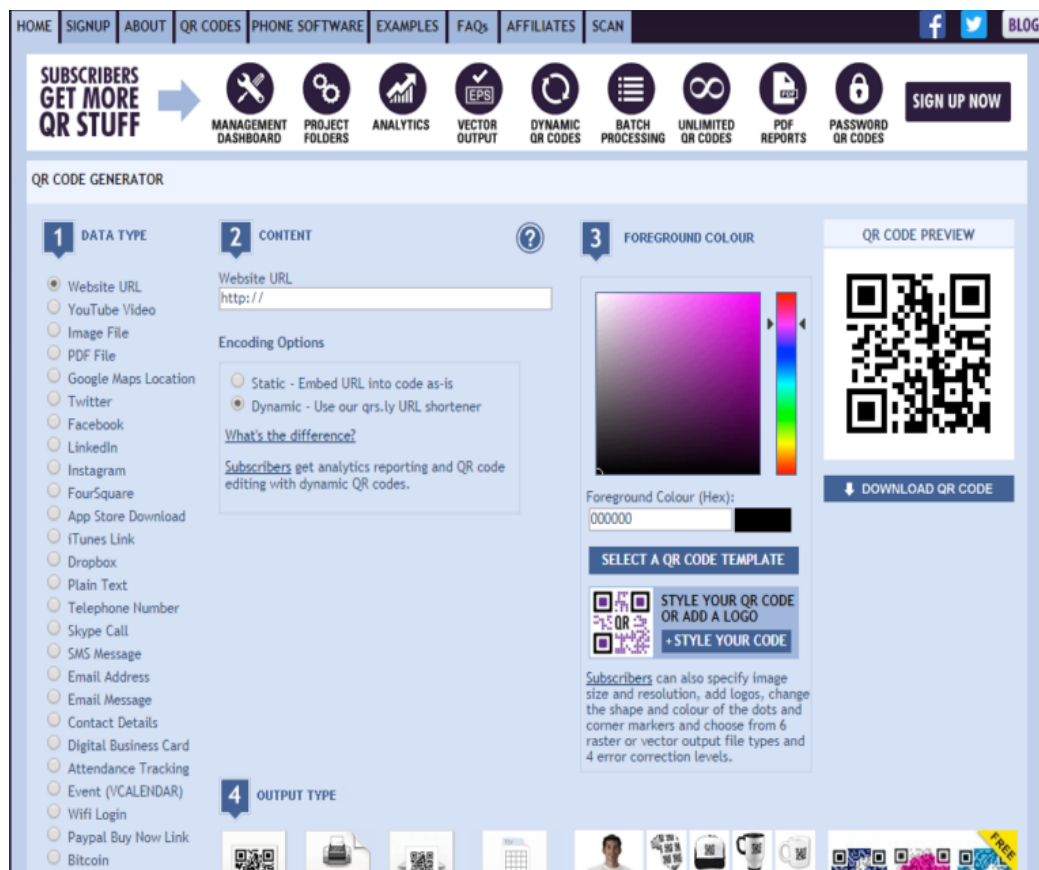 HOME SIGNUP ABOUT QR CODES PHONE SOFTWARE EXAMPLES FAQs AFFILIATES SCAN
BLOG
SUBSCRIBERS
GET MORE
QR STUFF
MANAGEMENT
DASHBOARD
PROJECT
FOLDERS
ANALYTICS
EPS
VECTOR
OUTPUT
DYNAMIC
QR CODES
BATCH
PROCESSING
UNLIMITED
QR CODES
PDF
PDF
REPORTS
PASSWORD
QR CODES
SIGN UP NOW
QR CODE GENERATOR
1 DATA TYPE
Website URL
YouTube Video
Image File
PDF File
Google Maps Location
Twitter
Facebook
LinkedIn
Instagram
FourSquare
App Store Download
iTunes Link
Dropbox
Plain Text
Telephone Number
Skype Call
SMS Message
Email Address
Email Message
Contact Details
Digital Business Card
Attendance Tracking
Event (VCALENDAR)
Wifi Login
Paypal Buy Now Link
Bitcoin
2 CONTENT
?
Website URL
http://
Encoding Options
Static - Embed URL into code as-is
Dynamic - Use our qrs.ly URL shortener
What's the difference?
Subscribers get analytics reporting and QR code
editing with dynamic QR codes.
3 FOREGROUND COLOUR
Foreground Colour (Hex):
000000
SELECT A QR CODE TEMPLATE
QR
STYLE YOUR QR CODE
OR ADD A LOGO
+ STYLE YOUR CODE
Subscribers can also specify image
size and resolution, add logos, change
the shape and colour of the dots and
corner markers and choose from 6
raster or vector output file types and
4 error correction levels.
QR CODE PREVIEW
DOWNLOAD QR CODE
4 OUTPUT TYPE
FREE